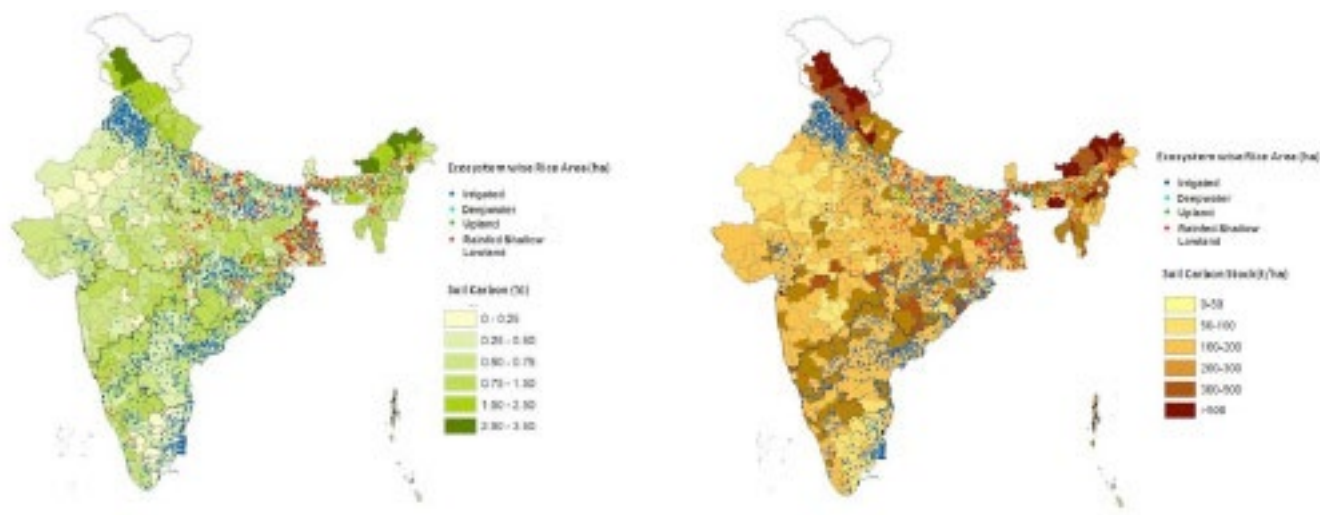 Ecosystem wise Rice Area (ha)
Irrigated
Deepwater
Upland
Rainfed Shallow
Lowland
Soil Carbon (%)
0 - 0.25
0.25 - 0.50
0.50 - 0.75
0.75 - 1.50
1.50 - 2.50
2.50 - 3.50
Ecosystem wise Rice Area (ha)
Irrigated
Deepwater
Upland
Rainfed Shallow
Lowland
Soil Carbon Stock(t/ha)
0-50
50-100
100-200
200-300
300-500
>500